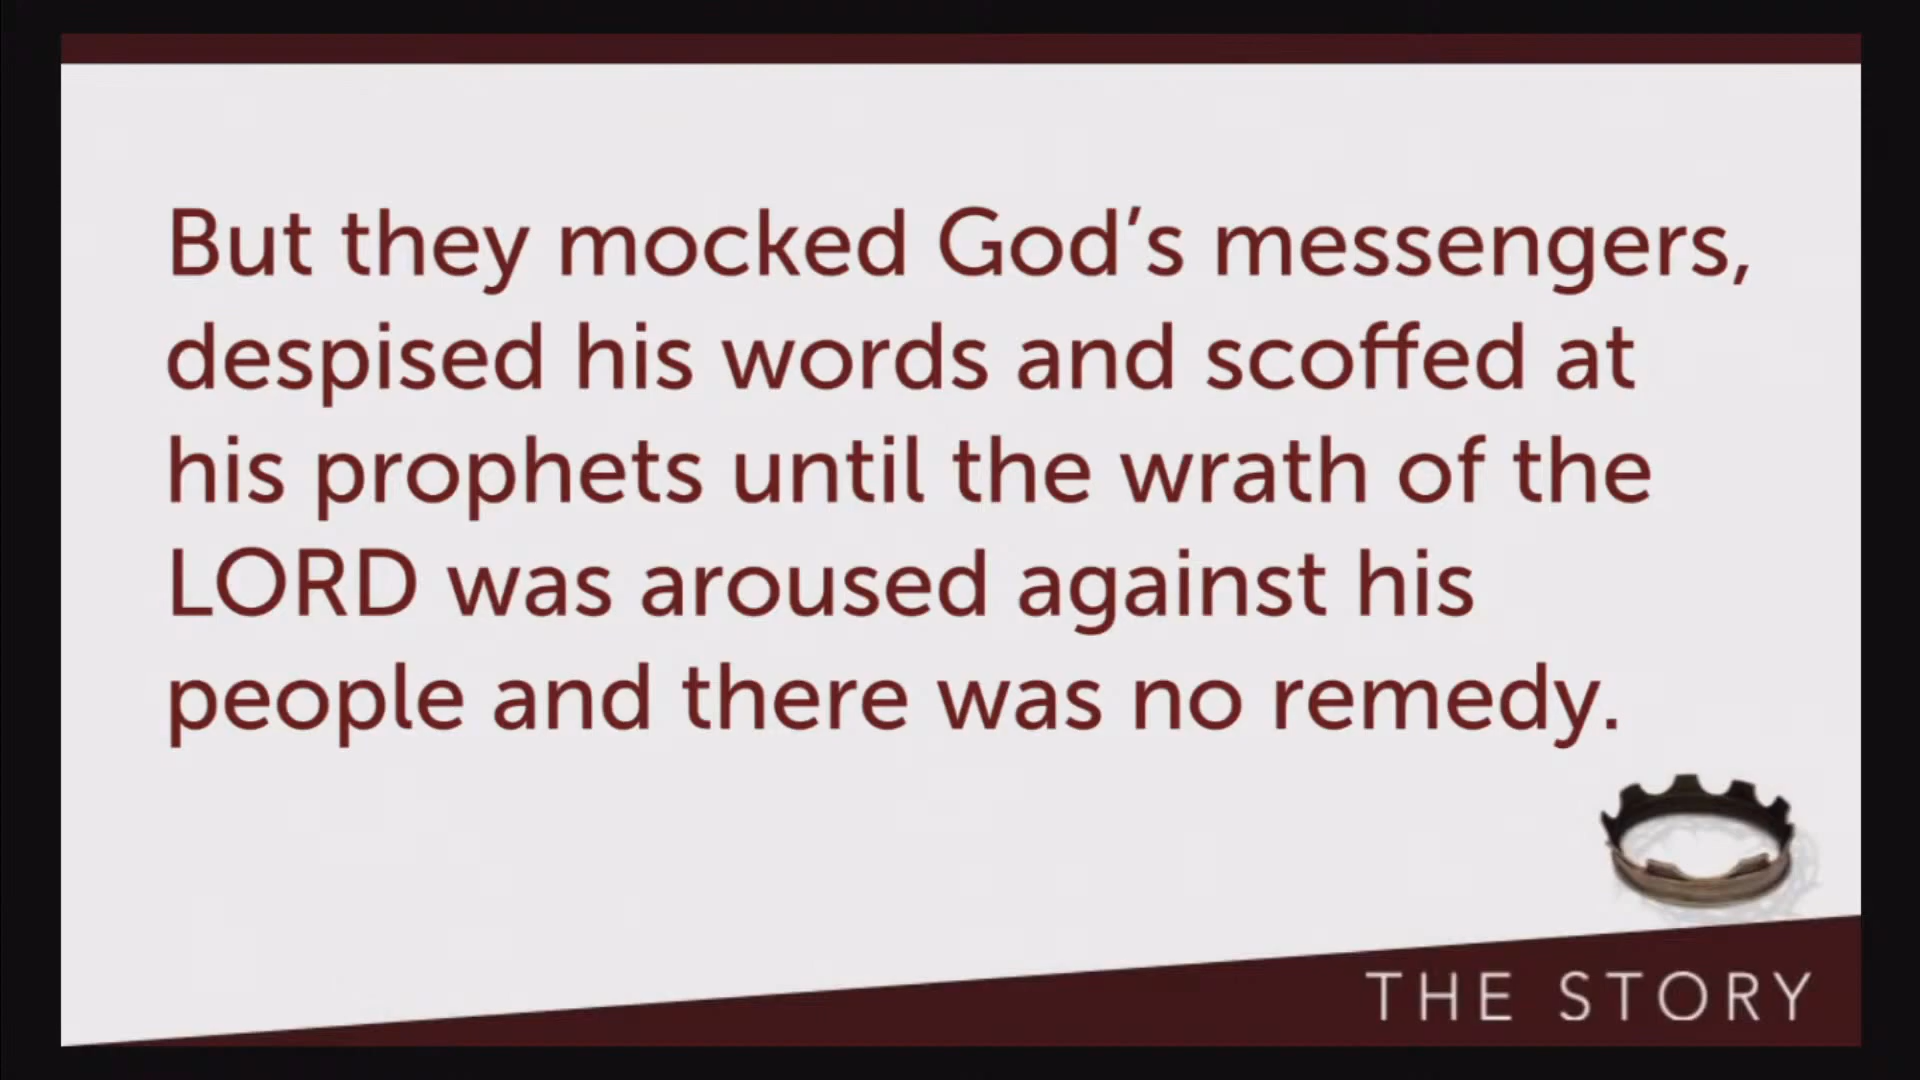 But they mocked God’s messengers,
despised his words and scoffed at
his prophets until the wrath of the
LORD was aroused against his
people and there was no remedy.
THE STORY